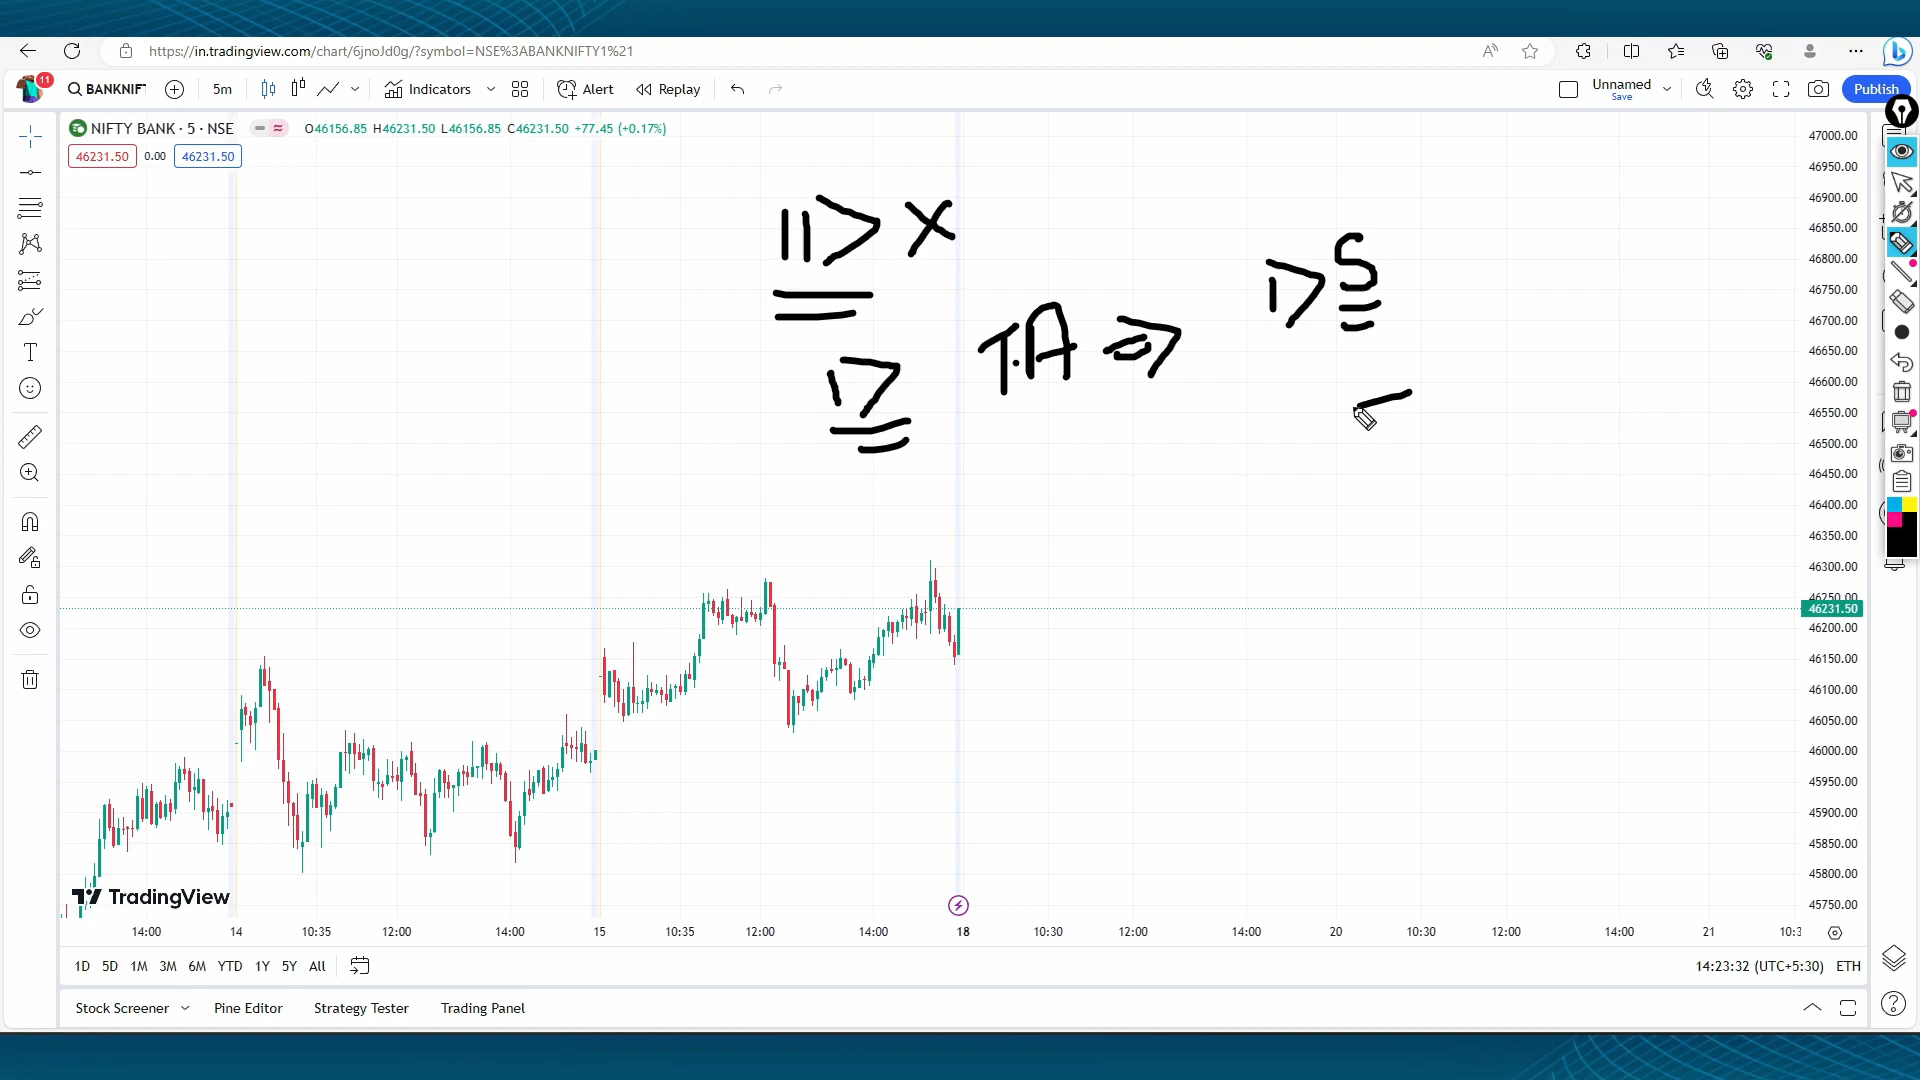 https://in.tradingview.com/chart/6jnoJd0g/?symbol=NSE%3ABANKNIFTY1%21
11
BANKNIFT
5m
Indicators
Alert
Replay
Unnamed
Save
Publish
NIFTY BANK · 5 · NSE
O46156.85 H46231.50 L46156.85 C46231.50 +77.45 (+0.17%)
46231.50
0.00
46231.50
X
S
T.A
47000.00
46950.00
46900.00
46850.00
46800.00
46750.00
46700.00
46650.00
46600.00
46550.00
46500.00
46450.00
46400.00
46350.00
46300.00
46250.00
46231.50
46200.00
46150.00
46100.00
46050.00
46000.00
45950.00
45900.00
45850.00
45800.00
45750.00
TradingView
14:00
14
10:35
12:00
14:00
15
10:35
12:00
14:00
18
10:30
12:00
14:00
20
10:30
12:00
14:00
21
10:3
1D 5D 1M 3M 6M YTD 1Y 5Y All
14:23:32 (UTC+5:30) ETH
Stock Screener
Pine Editor
Strategy Tester
Trading Panel